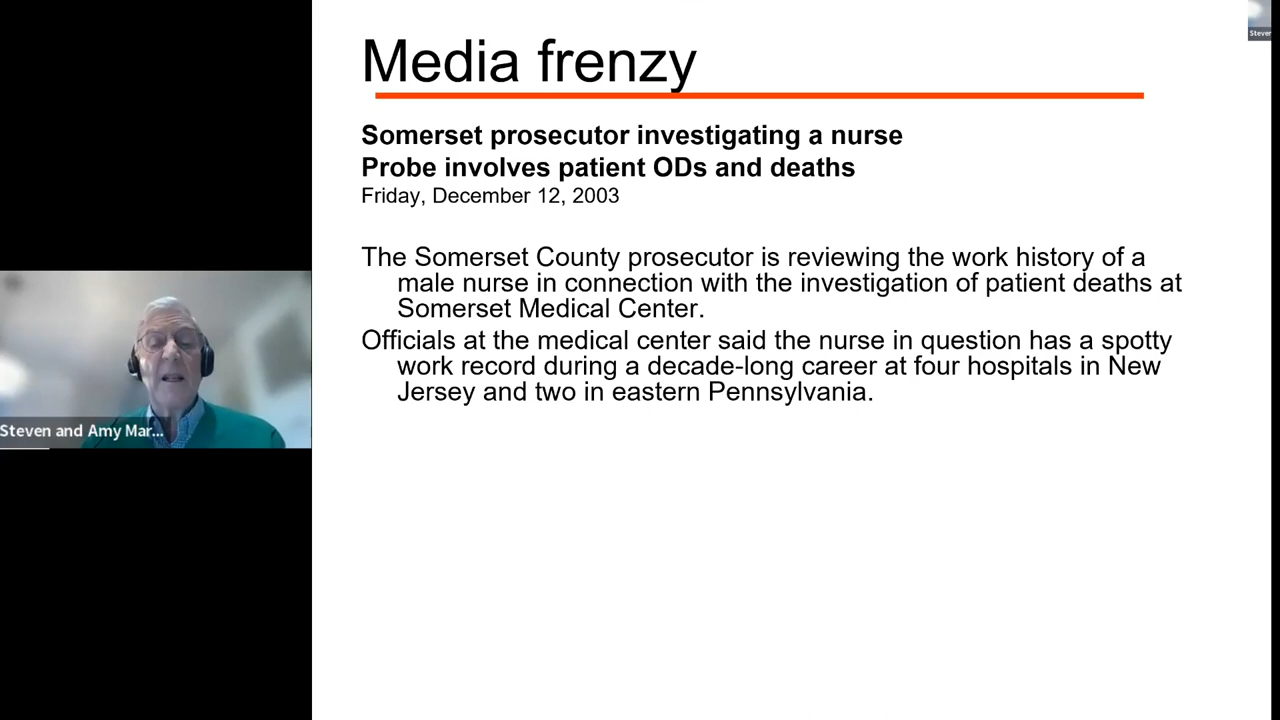 Media frenzy
Steven
Somerset prosecutor investigating a nurse
Probe involves patient ODs and deaths
Friday, December 12, 2003
The Somerset County prosecutor is reviewing the work history of a
male nurse in connection with the investigation of patient deaths at
Somerset Medical Center.
Officials at the medical center said the nurse in question has a spotty
work record during a decade-long career at four hospitals in New
Jersey and two in eastern Pennsylvania.
Steven and Amy Mar...